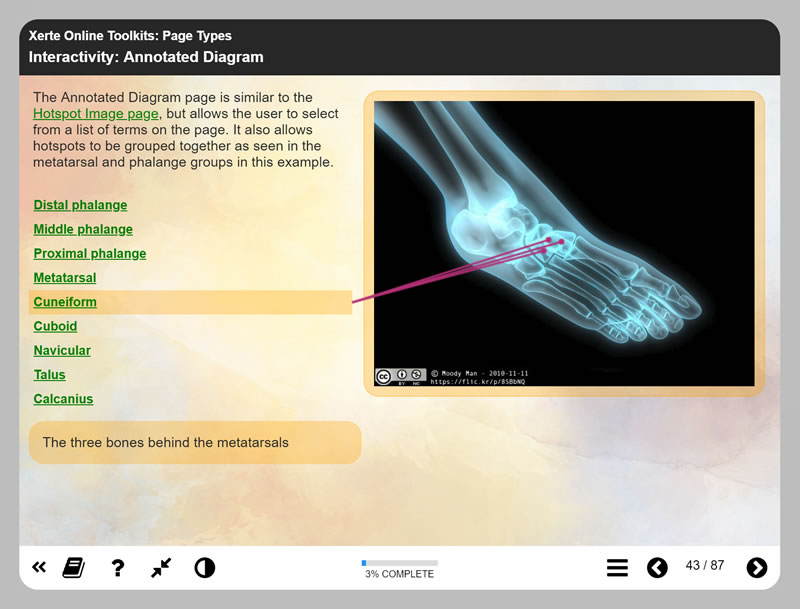 Xerte Online Toolkits: Page Types
Interactivity: Annotated Diagram
The Annotated Diagram page is similar to the
Hotspot Image page, but allows the user to select
from a list of terms on the page. It also allows
hotspots to be grouped together as seen in the
metatarsal and phalange groups in this example.
Distal phalange
Middle phalange
Proximal phalange
Metatarsal
Cuneiform
Cuboid
Navicular
Talus
Calcanius
The three bones behind the metatarsals
cc BY NC
© Moody Man - 2010-11-11
https://flic.kr/p/8SBbNQ
3% COMPLETE
43 / 87